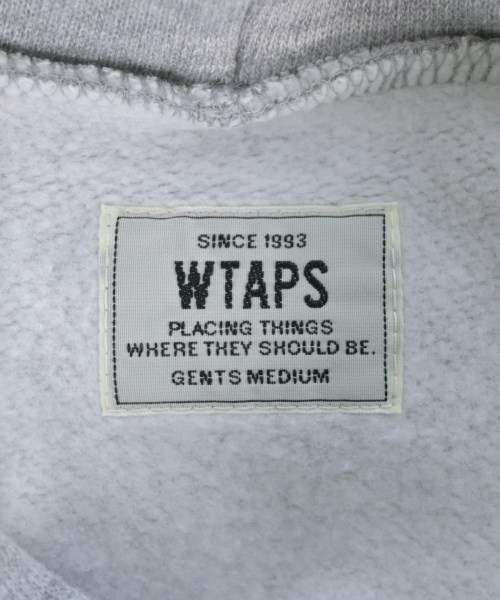 SINCE 1993
WTAPS
PLACING THINGS
WHERE THEY SHOULD BE.
GENTS MEDIUM